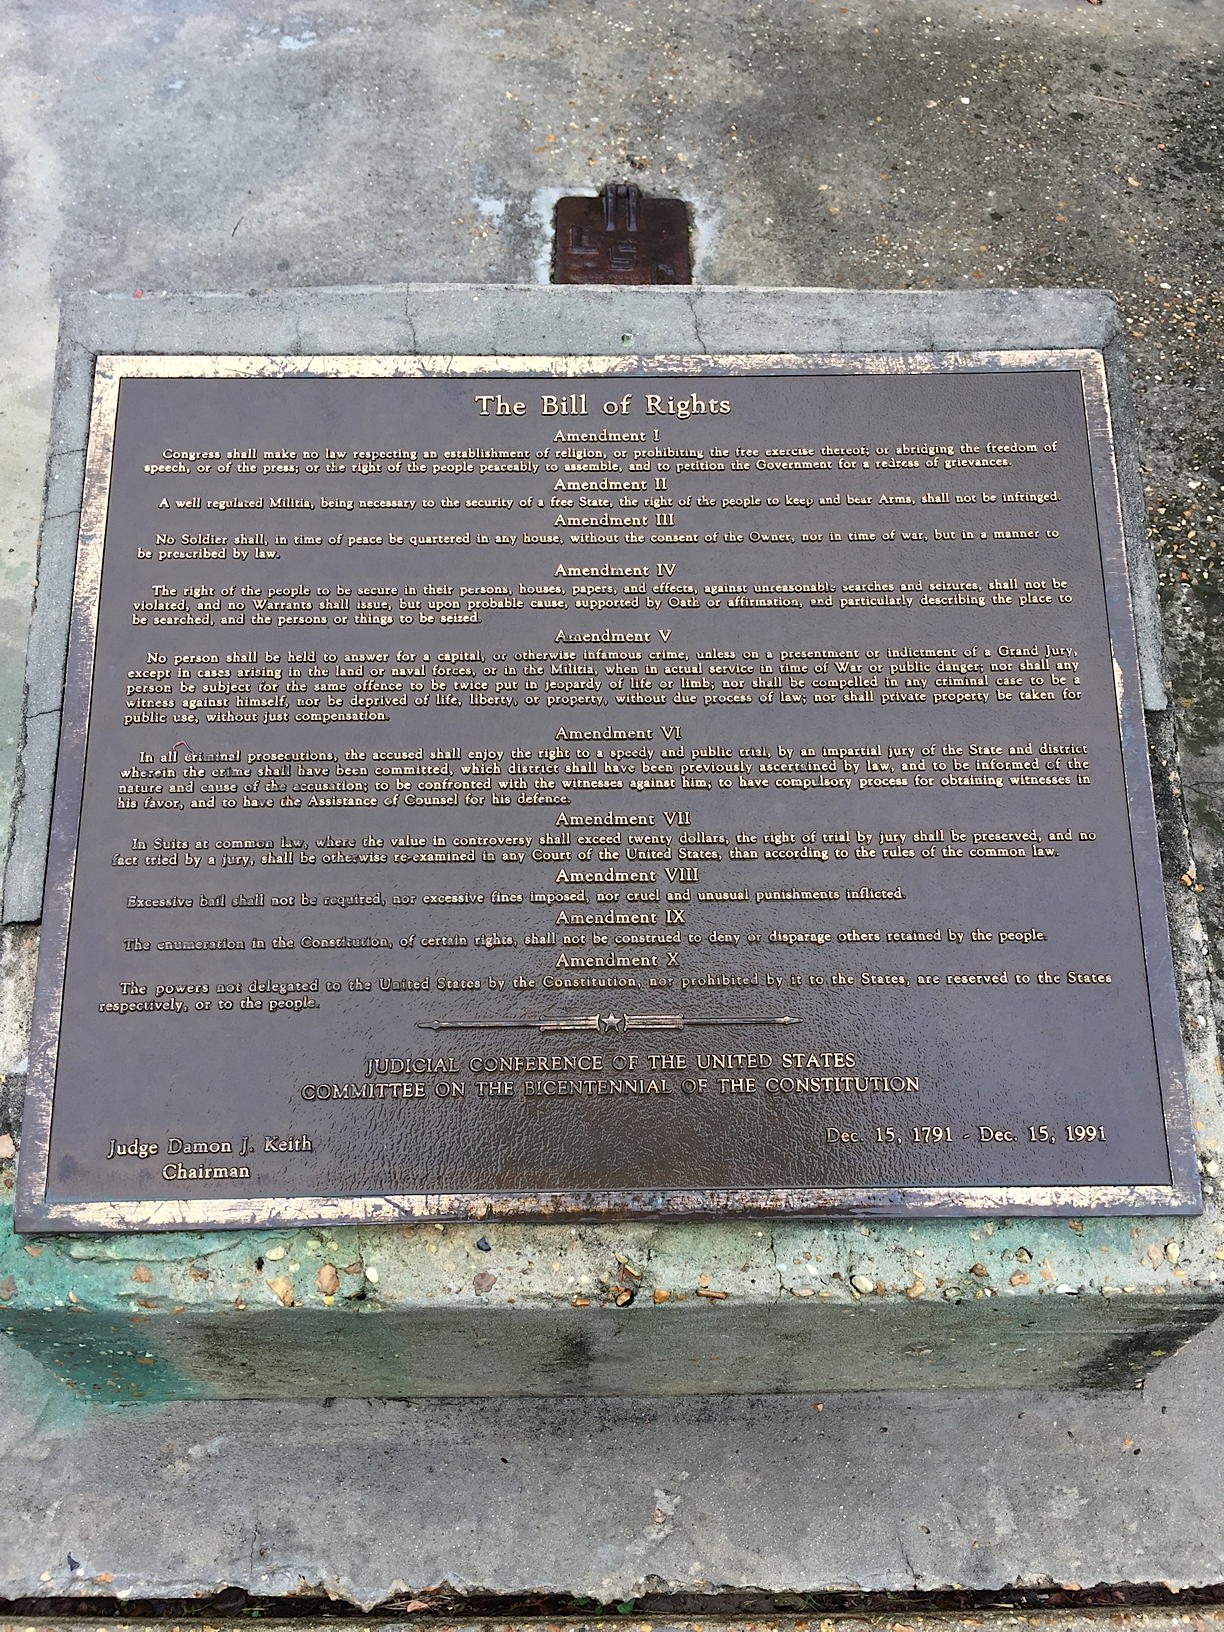 The Bill of Rights
Amendment I
Congress shall make no law respecting an establishment of religion, or prohibiting the free exercise thereof; or abridging the freedom of
speech, or of the press; or the right of the people peaceably to assemble, and to petition the Government for a redress of grievances.
Amendment II
A well regulated Militia, being necessary to the security of a free State, the right of the people to keep and bear Arms, shall not be infringed.
Amendment III
No Soldier shall, in time of peace be quartered in any house, without the consent of the Owner, nor in time of war, but in a manner to
be prescribed by law.
Amendment IV
The right of the people to be secure in their persons, houses, papers, and effects, against unreasonable searches and seizures, shall not be
violated, and no Warrants shall issue, but upon probable cause, supported by Oath or affirmation, and particularly describing the place to
be searched, and the persons or things to be seized.
Amendment V
No person shall be held to answer for a capital, or otherwise infamous crime, unless on a presentment or indictment of a Grand Jury,
except in cases arising in the land or naval forces, or in the Militia, when in actual service in time of War or public danger; nor shall any
person be subject for the same offence to be twice put in jeopardy of life or limb; nor shall be compelled in any criminal case to be a
witness against himself, nor be deprived of life, liberty, or property, without due process of law; nor shall private property be taken for
public use, without just compensation.
Amendment VI
In all criminal prosecutions, the accused shall enjoy the right to a speedy and public trial, by an impartial jury of the State and district
wherein the crime shall have been committed, which district shall have been previously ascertained by law, and to be informed of the
nature and cause of the accusation; to be confronted with the witnesses against him; to have compulsory process for obtaining witnesses in
his favor, and to have the Assistance of Counsel for his defence.
Amendment VII
In Suits at common law, where the value in controversy shall exceed twenty dollars, the right of trial by jury shall be preserved, and no
fact tried by a jury, shall be otherwise re-examined in any Court of the United States, than according to the rules of the common law.
Amendment VIII
Excessive bail shall not be required, nor excessive fines imposed, nor cruel and unusual punishments inflicted.
Amendment IX
The enumeration in the Constitution, of certain rights, shall not be construed to deny or disparage others retained by the people.
Amendment X
The powers not delegated to the United States by the Constitution, nor prohibited by it to the States, are reserved to the States
respectively, or to the people.
JUDICIAL CONFERENCE OF THE UNITED STATES
COMMITTEE ON THE BICENTENNIAL OF THE CONSTITUTION
Judge Damon J. Keith
Chairman
Dec. 15, 1791 - Dec. 15, 1991